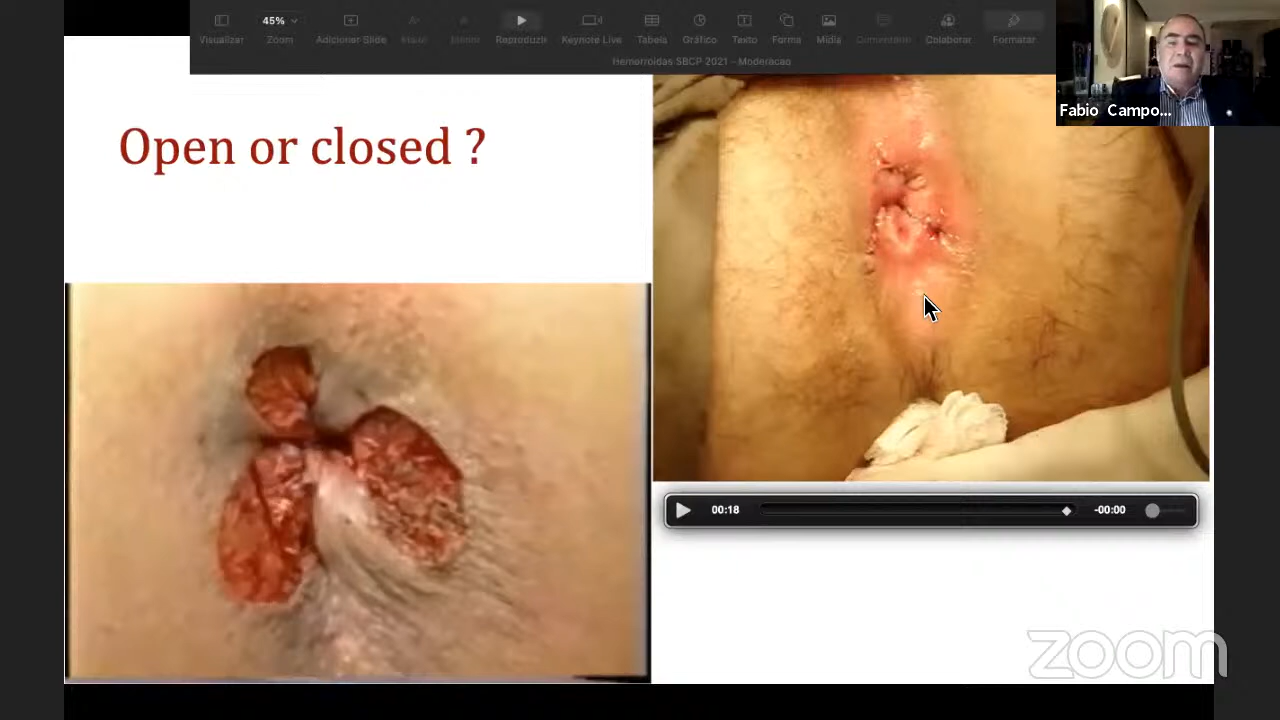 45%
Visualizar Zoom Adicionar Slide Reproduzir Keynote Live Tabela Gráfico Texto Forma Mídia Comentário Colaborar Formatar
Hemorroidas SBCP 2021 – Moderacao
Fabio Campo...
Open or closed ?
00:18 -00:00
zoom